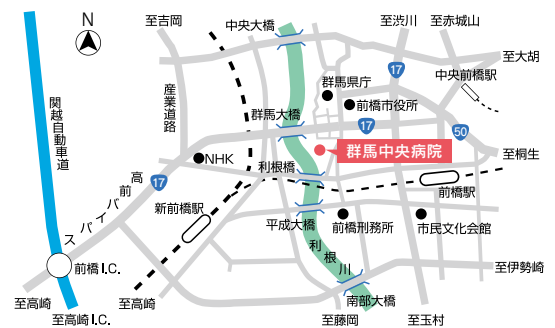 N
至吉岡
中央大橋
至渋川
至赤城山
至大胡
17
中央前橋駅
群馬県庁
前橋市役所
関越自動車道
産業道路
群馬大橋
17
50
NHK
群馬中央病院
至桐生
利根橋
高前バイパス
17
前橋駅
新前橋駅
平成大橋
前橋刑務所
市民文化会館
利根川
前橋I.C.
至伊勢崎
至高崎
至高崎
南部大橋
至高崎I.C.
至藤岡
至玉村